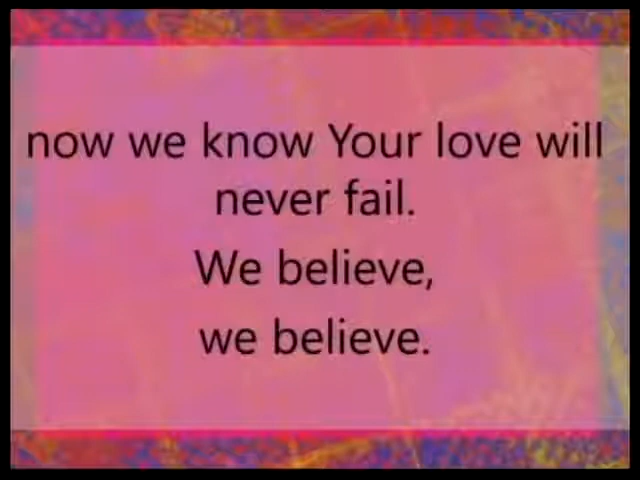 now we know Your love will
never fail.
We believe,
we believe.